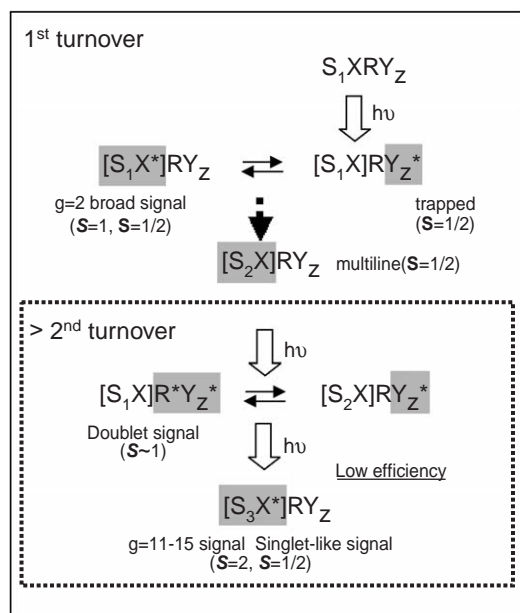 1st turnover
S1XRYZ
hυ
[S1X*]RYZ [S1X]RYZ*
g=2 broad signal
(S=1, S=1/2)
trapped
(S=1/2)
[S2X]RYZ multiline(S=1/2)
> 2nd turnover
hυ
[S1X]R*YZ* [S2X]RYZ*
Doublet signal
(S~1)
hυ
Low efficiency
[S3X*]RYZ
g=11-15 signal Singlet-like signal
(S=2, S=1/2)